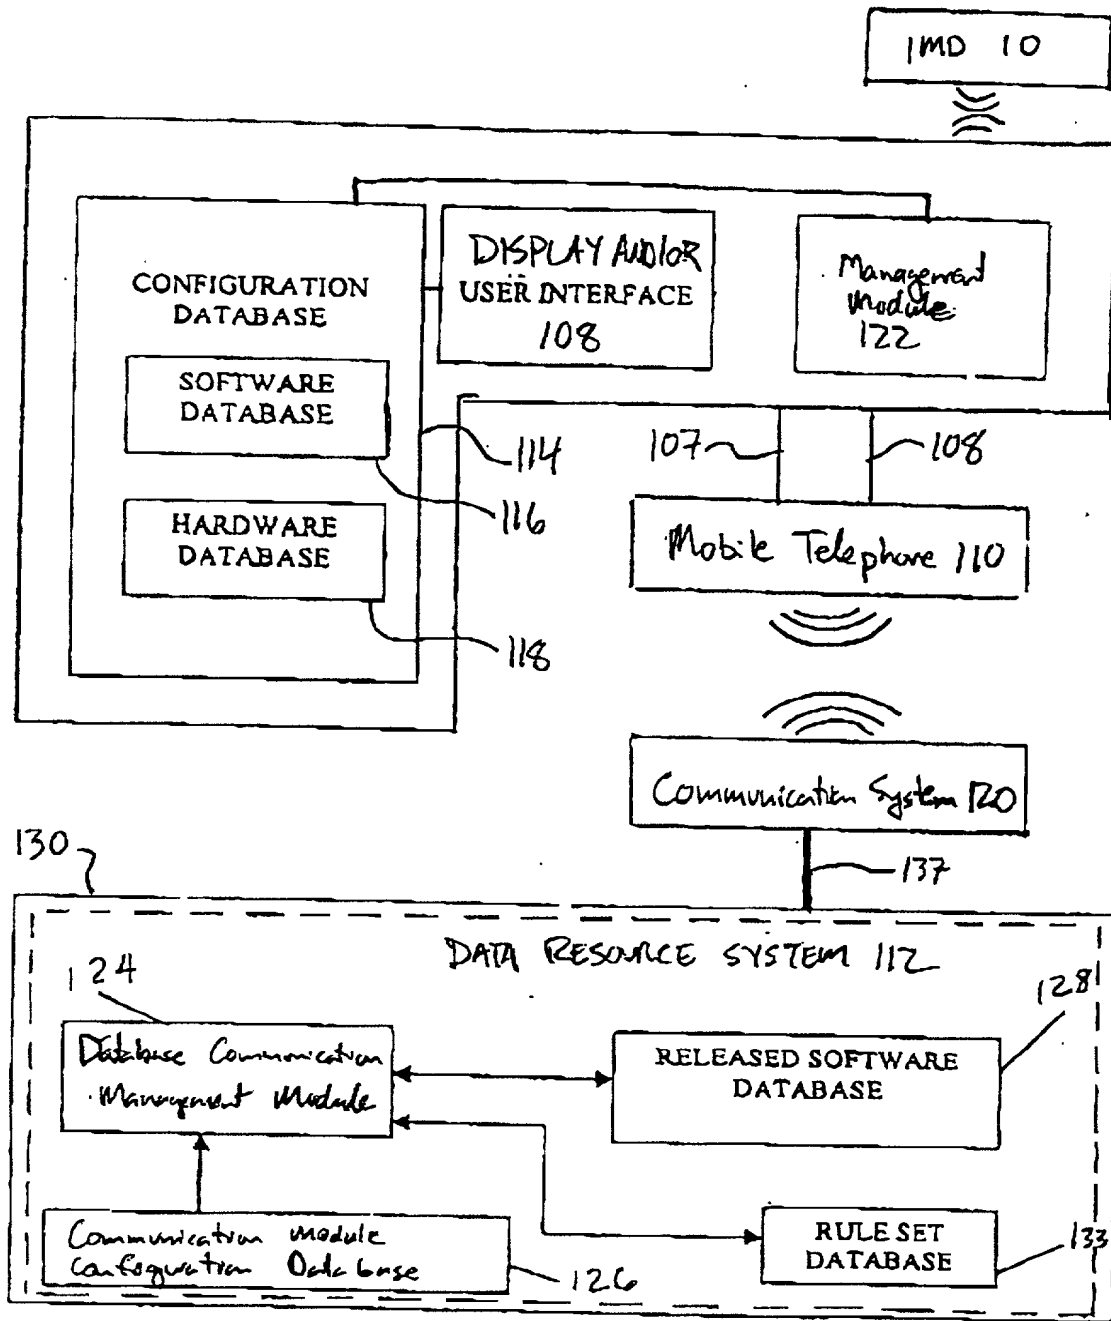 IMD 10
CONFIGURATION
DATABASE
SOFTWARE
DATABASE
HARDWARE
DATABASE
DISPLAY AND/OR
USER INTERFACE
108
Management
Module
122
114
116
118
107
108
Mobile Telephone 110
Communication System 120
137
130
DATA RESOURCE SYSTEM 112
124
Database Communication
Management Module
RELEASED SOFTWARE
DATABASE
128
Communication Module
Configuration Database
126
RULE SET
DATABASE
133